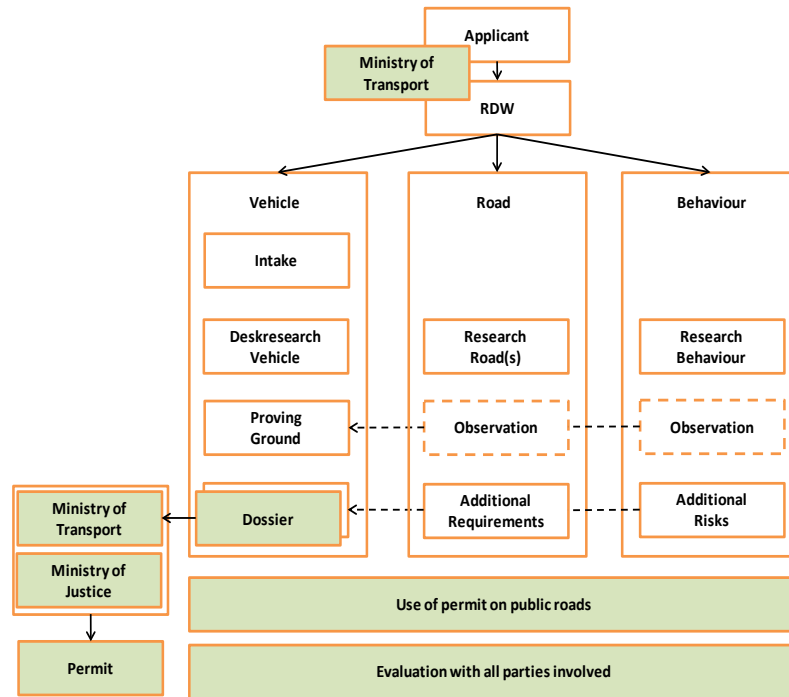 Applicant
Ministry of
Transport
RDW
Vehicle
Road
Behaviour
Intake
Deskresearch
Vehicle
Research
Road(s)
Research
Behaviour
Proving
Ground
Observation
Observation
Dossier
Additional
Requirements
Additional
Risks
Ministry of
Transport
Ministry of
Justice
Permit
Use of permit on public roads
Evaluation with all parties involved